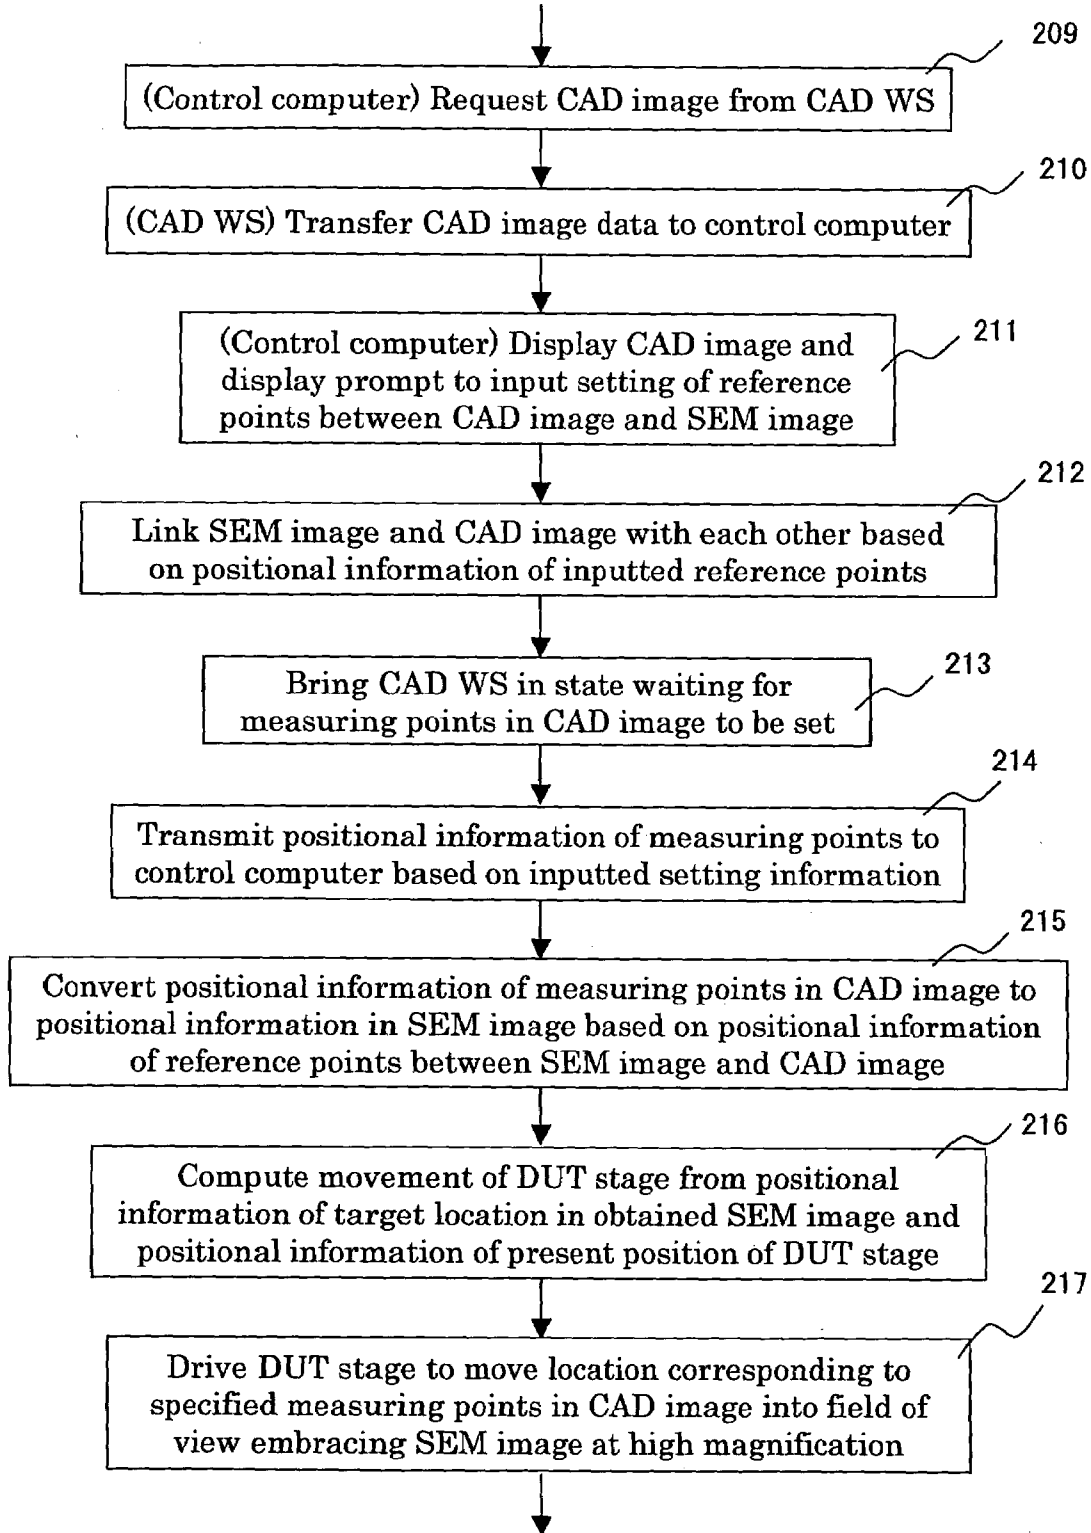 209
(Control computer) Request CAD image from CAD WS
210
(CAD WS) Transfer CAD image data to control computer
211
(Control computer) Display CAD image and
display prompt to input setting of reference
points between CAD image and SEM image
212
Link SEM image and CAD image with each other based
on positional information of inputted reference points
213
Bring CAD WS in state waiting for
measuring points in CAD image to be set
214
Transmit positional information of measuring points to
control computer based on inputted setting information
215
Convert positional information of measuring points in CAD image to
positional information in SEM image based on positional information
of reference points between SEM image and CAD image
216
Compute movement of DUT stage from positional
information of target location in obtained SEM image and
positional information of present position of DUT stage
217
Drive DUT stage to move location corresponding to
specified measuring points in CAD image into field of
view embracing SEM image at high magnification